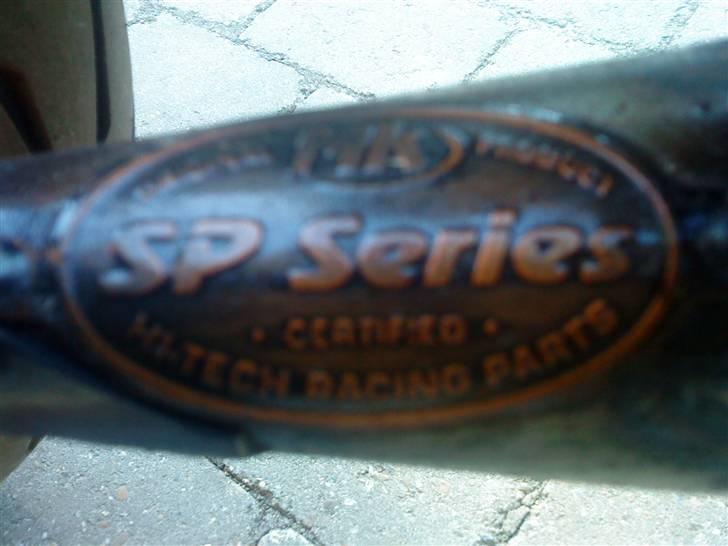 PRODUCT
SP Series
• CERTIFIED •
HI-TECH RACING PARTS